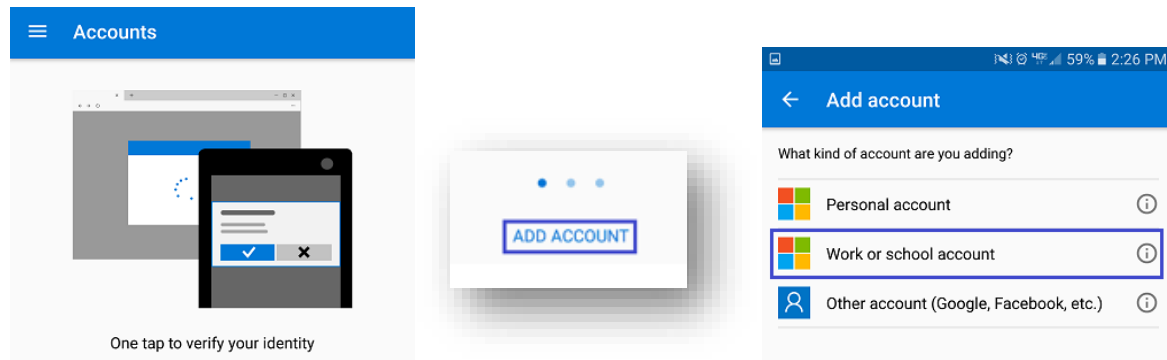 Accounts
One tap to verify your identity
ADD ACCOUNT
59% 2:26 PM
Add account
What kind of account are you adding?
Personal account
Work or school account
Other account (Google, Facebook, etc.)